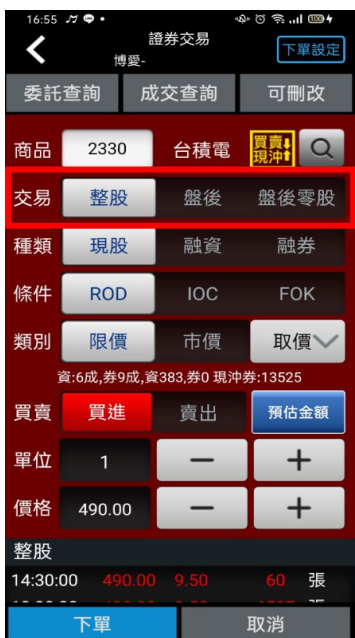 16:55
證券交易
博愛-
下單設定
委託查詢 成交查詢 可刪改
商品 2330 台積電 買賣現沖
交易 整股 盤後 盤後零股
種類 現股 融資 融券
條件 ROD IOC FOK
類別 限價 市價 取價
資:6成,券9成,資383,券0 現沖券:13525
買賣 買進 賣出 預估金額
單位 1 － ＋
價格 490.00 － ＋
整股
14:30:00 490.00 9.50 60 張
下單 取消